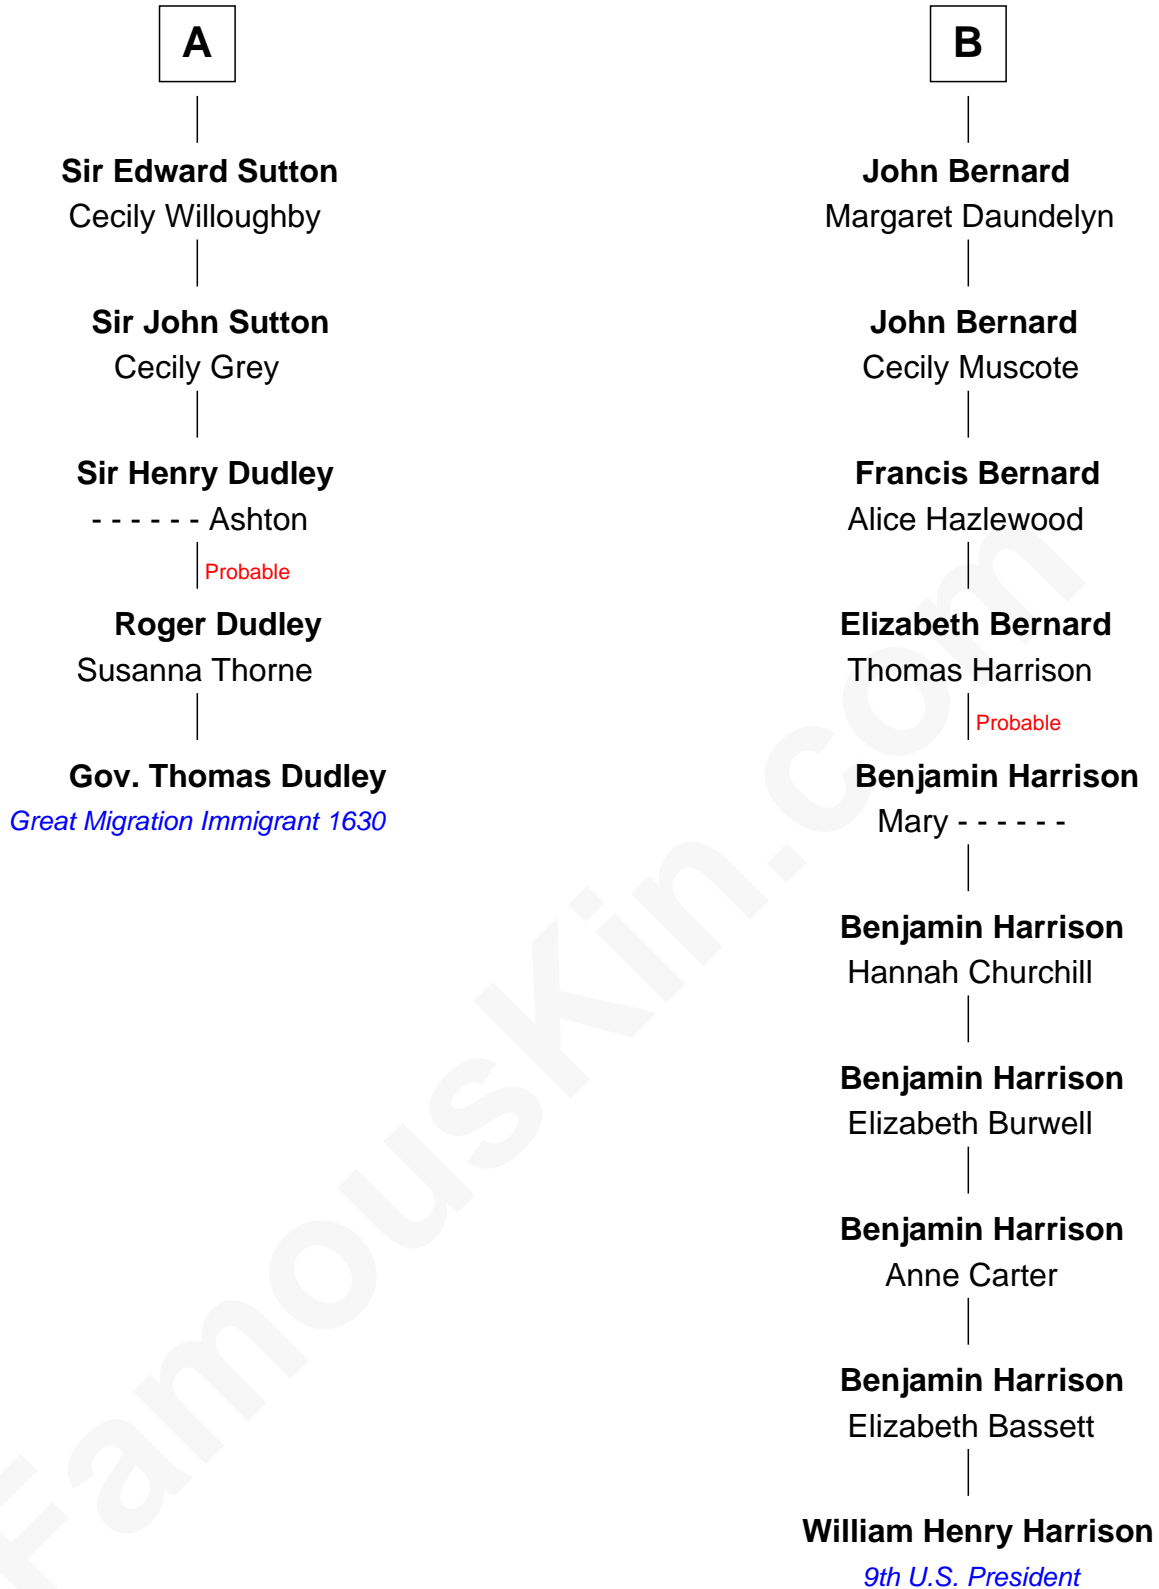 A
Sir Edward Sutton
Cecily Willoughby
Sir John Sutton
Cecily Grey
Sir Henry Dudley
- - - - - - Ashton
Probable
Roger Dudley
Susanna Thorne
Gov. Thomas Dudley
Great Migration Immigrant 1630
B
John Bernard
Margaret Daundelyn
John Bernard
Cecily Muscote
Francis Bernard
Alice Hazlewood
Elizabeth Bernard
Thomas Harrison
Probable
Benjamin Harrison
Mary - - - - - -
Benjamin Harrison
Hannah Churchill
Benjamin Harrison
Elizabeth Burwell
Benjamin Harrison
Anne Carter
Benjamin Harrison
Elizabeth Bassett
William Henry Harrison
9th U.S. President
FamousKin.com